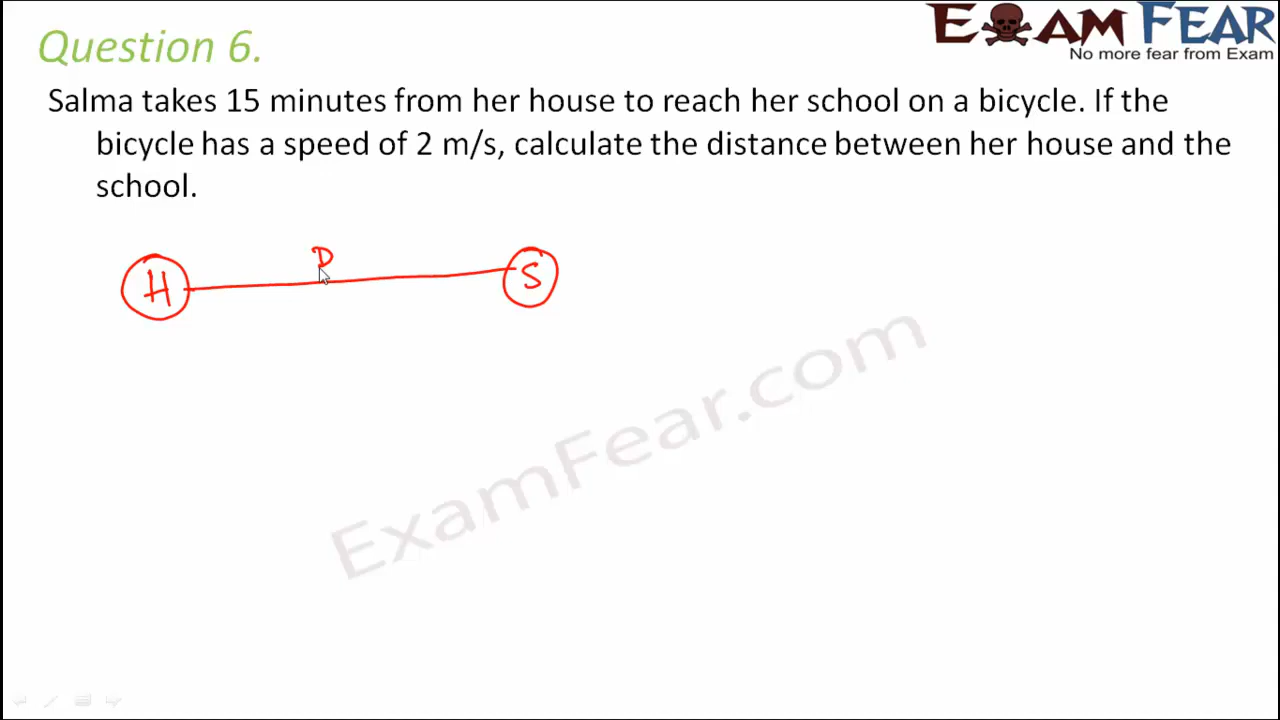 EXAM FEAR
No more fear from Exam
Question 6.
Salma takes 15 minutes from her house to reach her school on a bicycle. If the
bicycle has a speed of 2 m/s, calculate the distance between her house and the
school.
D
H
S
ExamFear.com